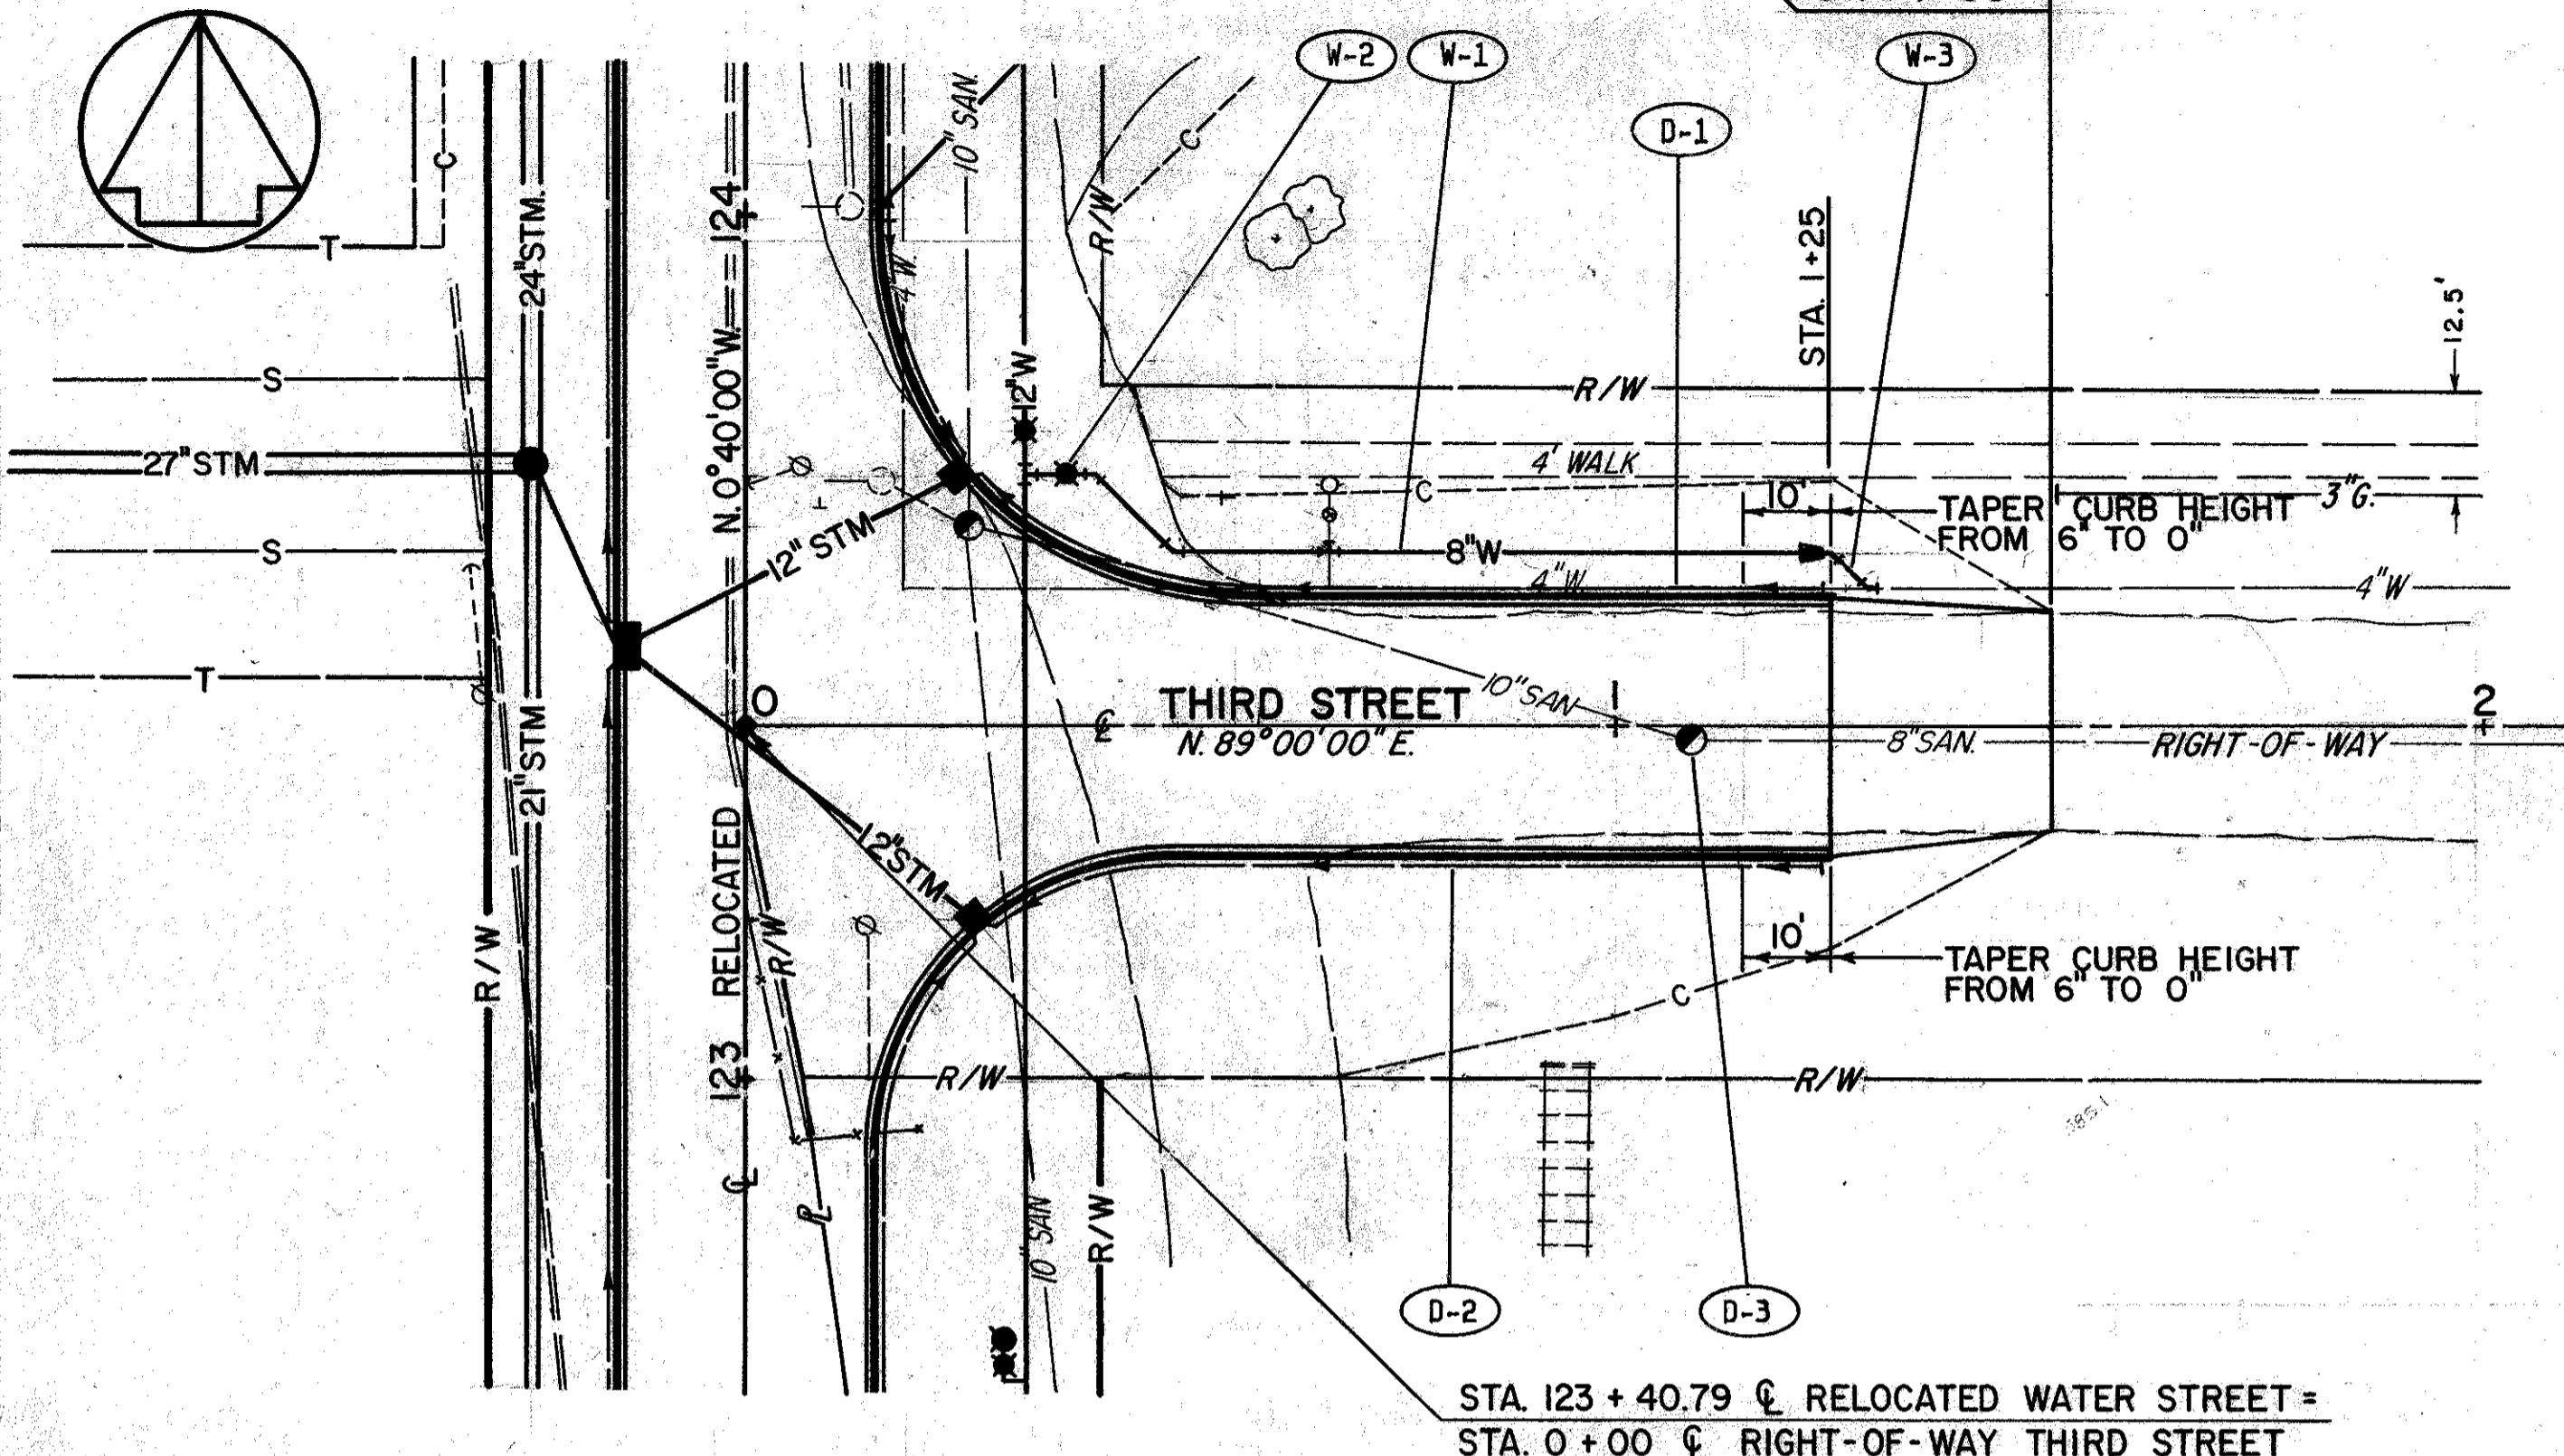 W-2
W-1
W-3
D-1
10" SAN.
C
C
R/W
124
24" STM.
T
4" W.
STA. 1+25
12.5'
N. 0°40'00" W.
12" W
S
R/W
27" STM
4' WALK
C
10'
TAPER CURB HEIGHT
FROM 6" TO 0"
3" G.
12" STM
8" W
S
4" W.
4" W
T
0
THIRD STREET
N. 89°00'00" E.
℄
10" SAN
1
8" SAN.
RIGHT-OF-WAY
2
21" STM
RELOCATED
12" STM
R/W
R/W
10'
TAPER CURB HEIGHT
FROM 6" TO 0"
C
123
R/W
R/W
℄
℄
10" SAN
R/W
D-2
D-3
STA. 123 + 40.79 ℄ RELOCATED WATER STREET =
STA. 0 + 00 ℄ RIGHT-OF-WAY THIRD STREET